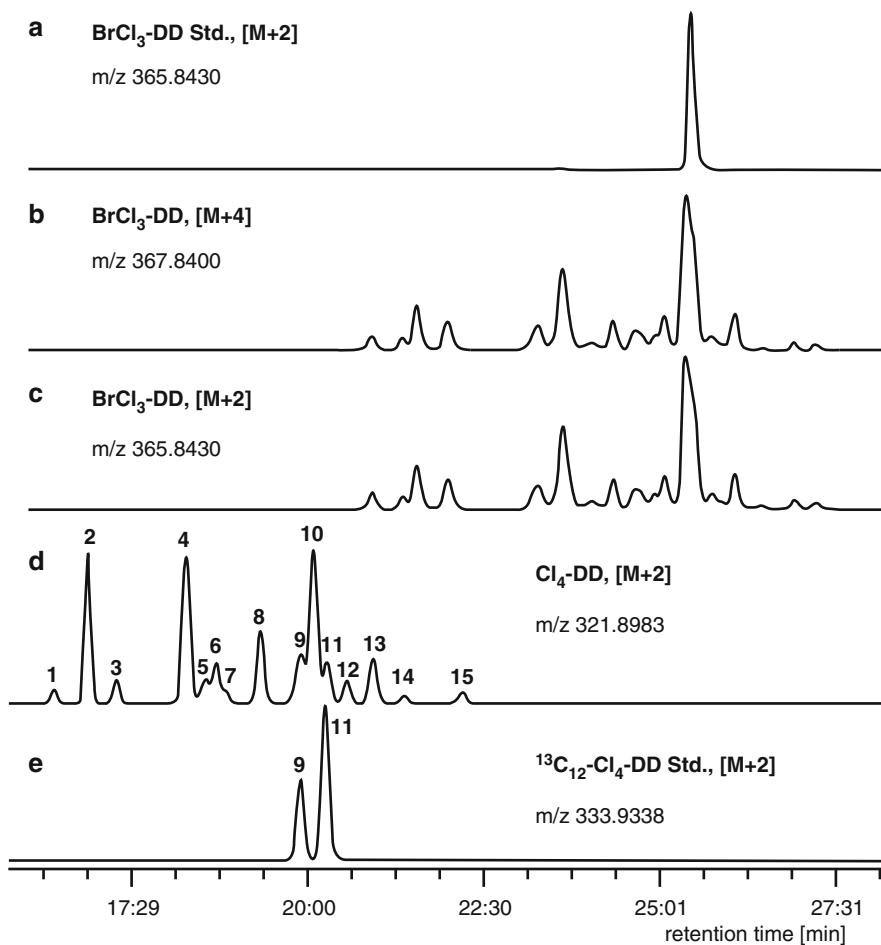 a BrCl₃-DD Std., [M+2]
m/z 365.8430
b BrCl₃-DD, [M+4]
m/z 367.8400
c BrCl₃-DD, [M+2]
m/z 365.8430
d Cl₄-DD, [M+2]
m/z 321.8983
1 2 3 4 5 6 7 8 9 10 11 12 13 14 15
e ¹³C₁₂-Cl₄-DD Std., [M+2]
m/z 333.9338
9 11
17:29 20:00 22:30 25:01 27:31
retention time [min]